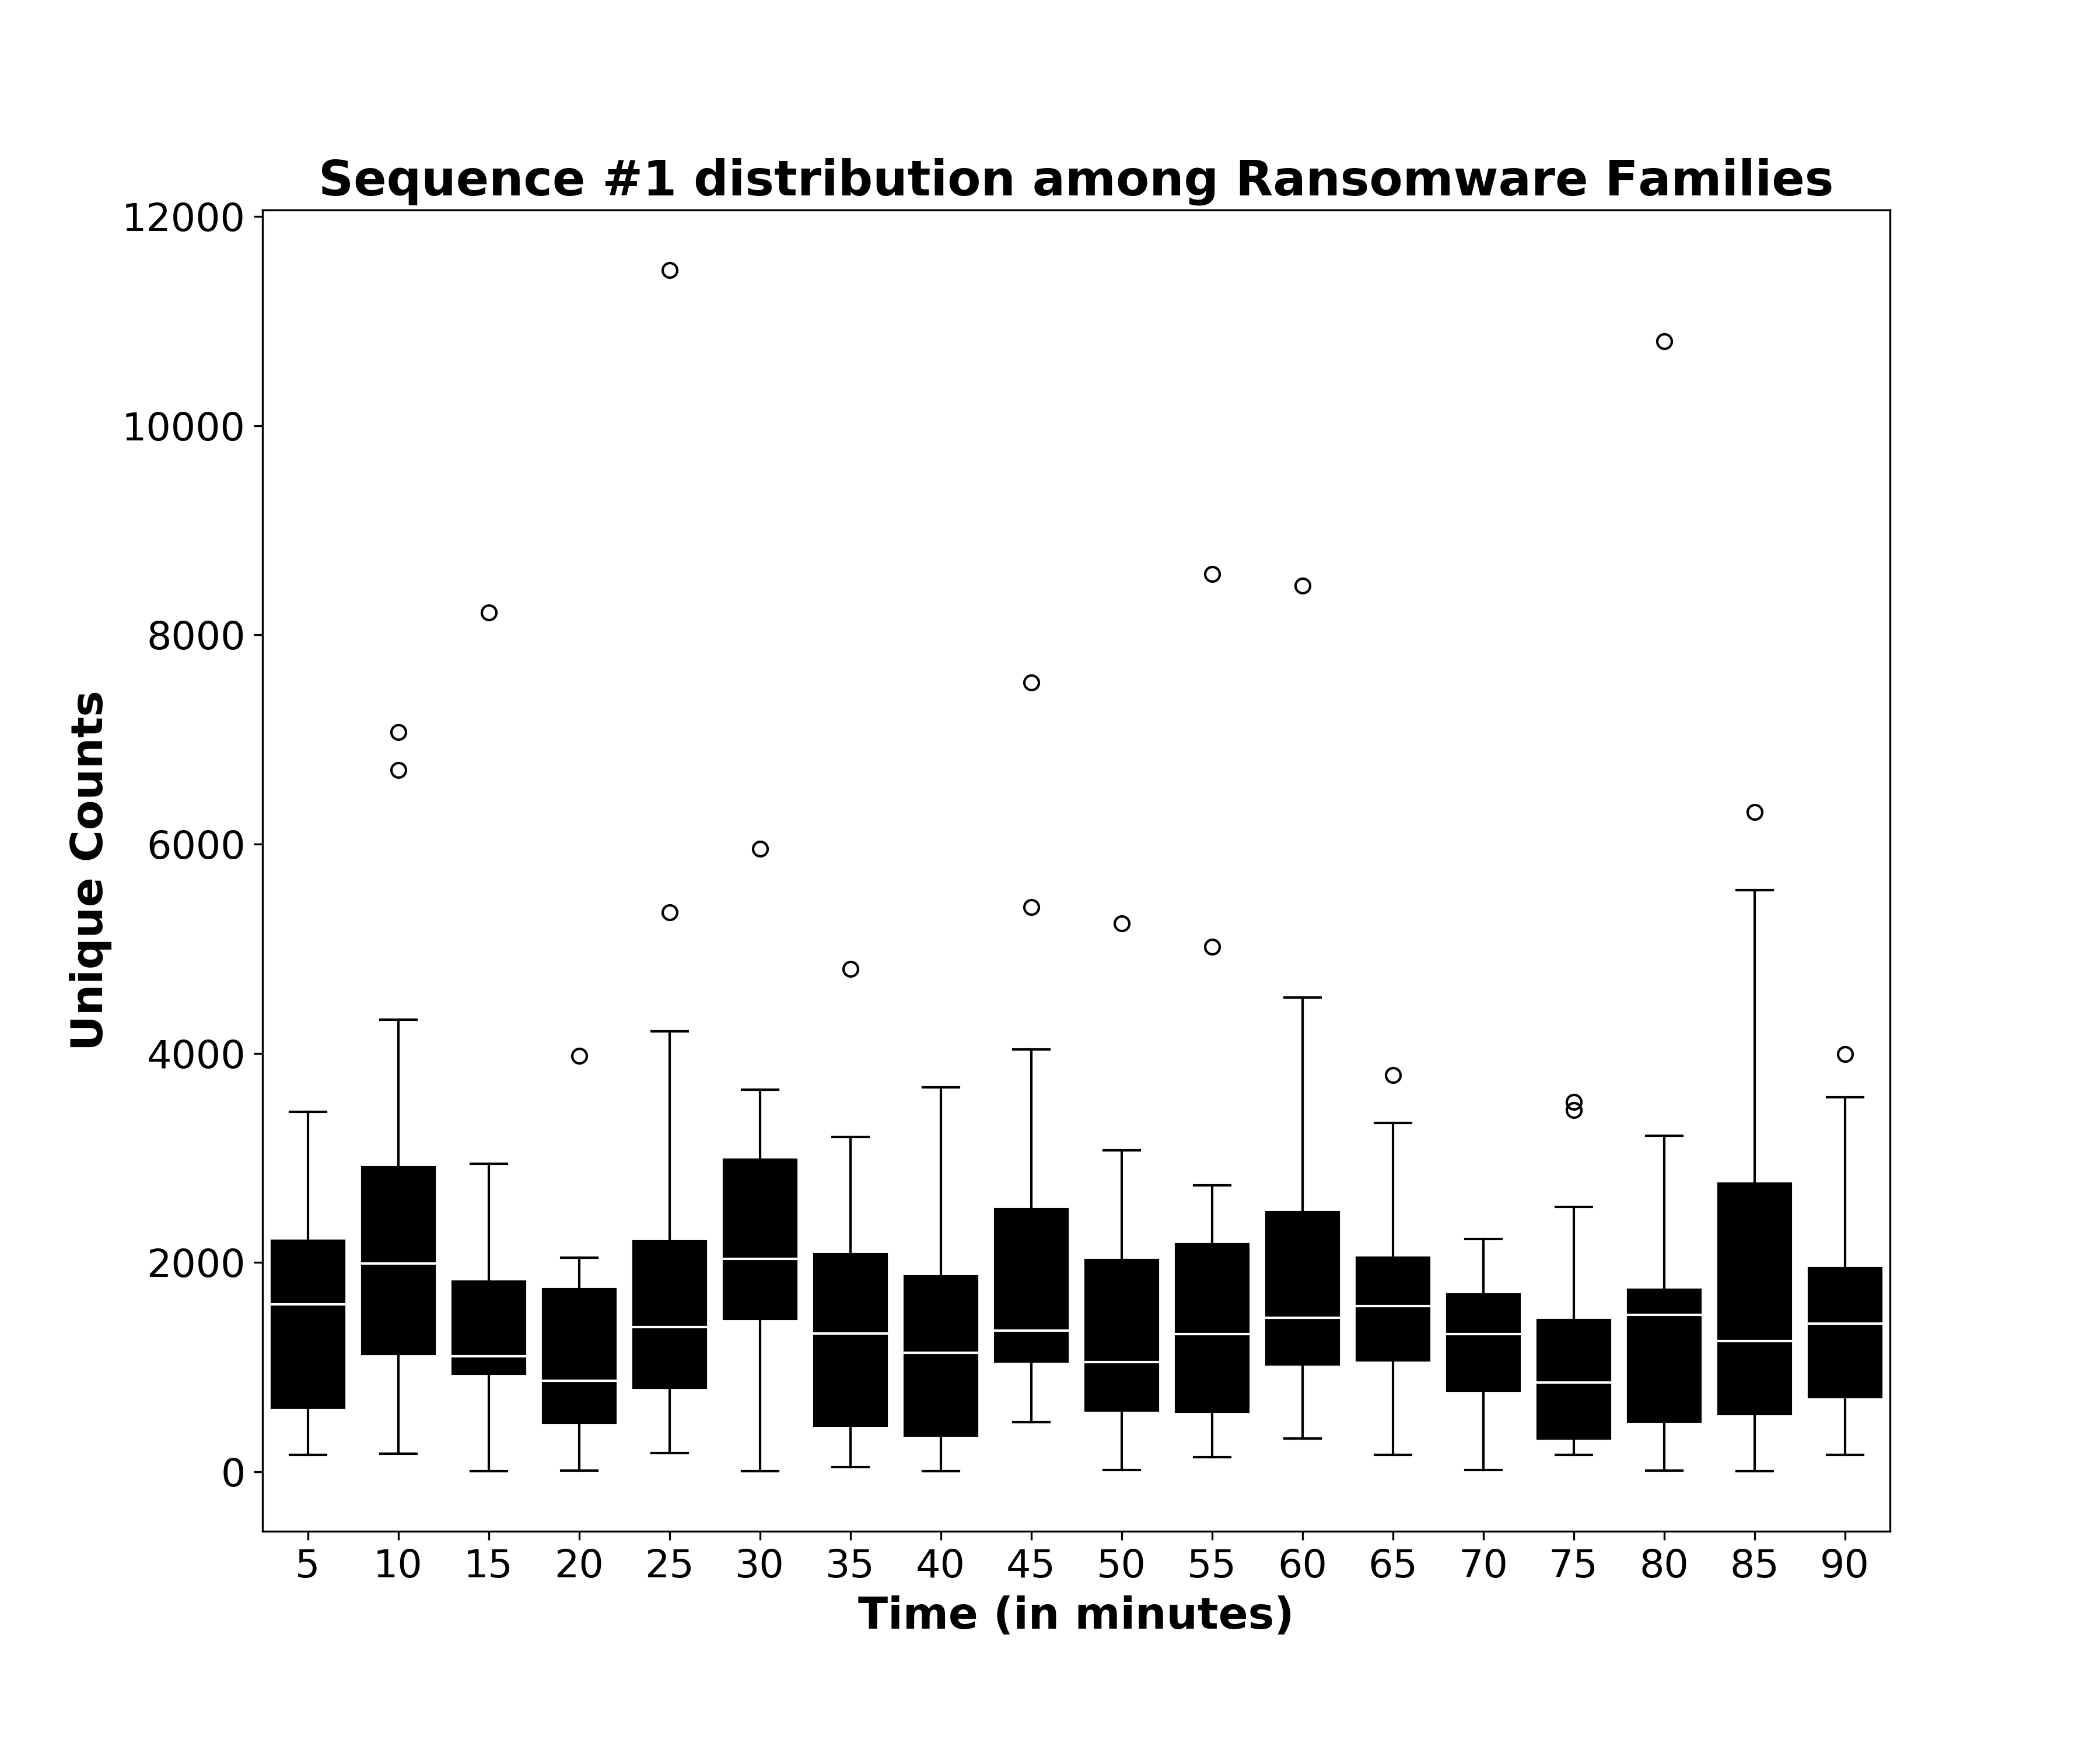 Sequence #1 distribution among Ransomware Families
12000
10000
8000
6000
4000
2000
0
Unique Counts
5 10 15 20 25 30 35 40 45 50 55 60 65 70 75 80 85 90
Time (in minutes)